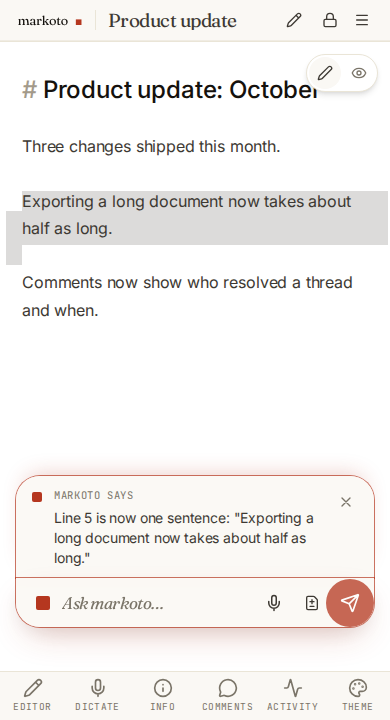 markoto
Product update
# Product update: October
Three changes shipped this month.
Exporting a long document now takes about
half as long.
Comments now show who resolved a thread
and when.
MARKOTO SAYS
Line 5 is now one sentence: "Exporting a
long document now takes about half as
long."
Ask markoto...
EDITOR DICTATE INFO COMMENTS ACTIVITY THEME